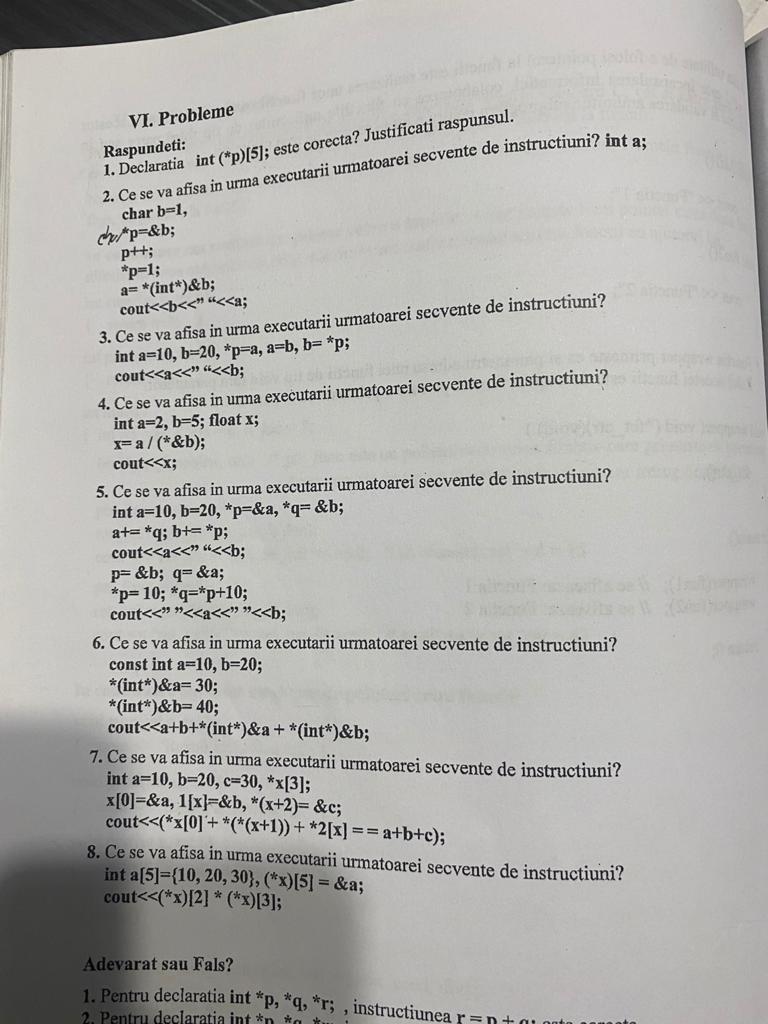 VI. Probleme
Raspundeti:
1. Declaratia int (*p)[5]; este corecta? Justificati raspunsul.
2. Ce se va afisa in urma executarii urmatoarei secvente de instructiuni? int a;
char b=1,
*p=&b;
p++;
*p=1;
a= *(int*)&b;
cout<<b<<” “<<a;
3. Ce se va afisa in urma executarii urmatoarei secvente de instructiuni?
int a=10, b=20, *p=a, a=b, b= *p;
cout<<a<<” “<<b;
4. Ce se va afisa in urma executarii urmatoarei secvente de instructiuni?
int a=2, b=5; float x;
x= a / (*&b);
cout<<x;
5. Ce se va afisa in urma executarii urmatoarei secvente de instructiuni?
int a=10, b=20, *p=&a, *q= &b;
a+= *q; b+= *p;
cout<<a<<” “<<b;
p= &b; q= &a;
*p= 10; *q=*p+10;
cout<<” ”<<a<<” ”<<b;
6. Ce se va afisa in urma executarii urmatoarei secvente de instructiuni?
const int a=10, b=20;
*(int*)&a= 30;
*(int*)&b= 40;
cout<<a+b+*(int*)&a + *(int*)&b;
7. Ce se va afisa in urma executarii urmatoarei secvente de instructiuni?
int a=10, b=20, c=30, *x[3];
x[0]=&a, 1[x]=&b, *(x+2)= &c;
cout<<(*x[0] + *(*(x+1)) + *2[x] == a+b+c);
8. Ce se va afisa in urma executarii urmatoarei secvente de instructiuni?
int a[5]={10, 20, 30}, (*x)[5] = &a;
cout<<(*x)[2] * (*x)[3];
Adevarat sau Fals?
1. Pentru declaratia int *p, *q, *r; , instructiunea r = p + q;
2. Pentru declaratia int *p